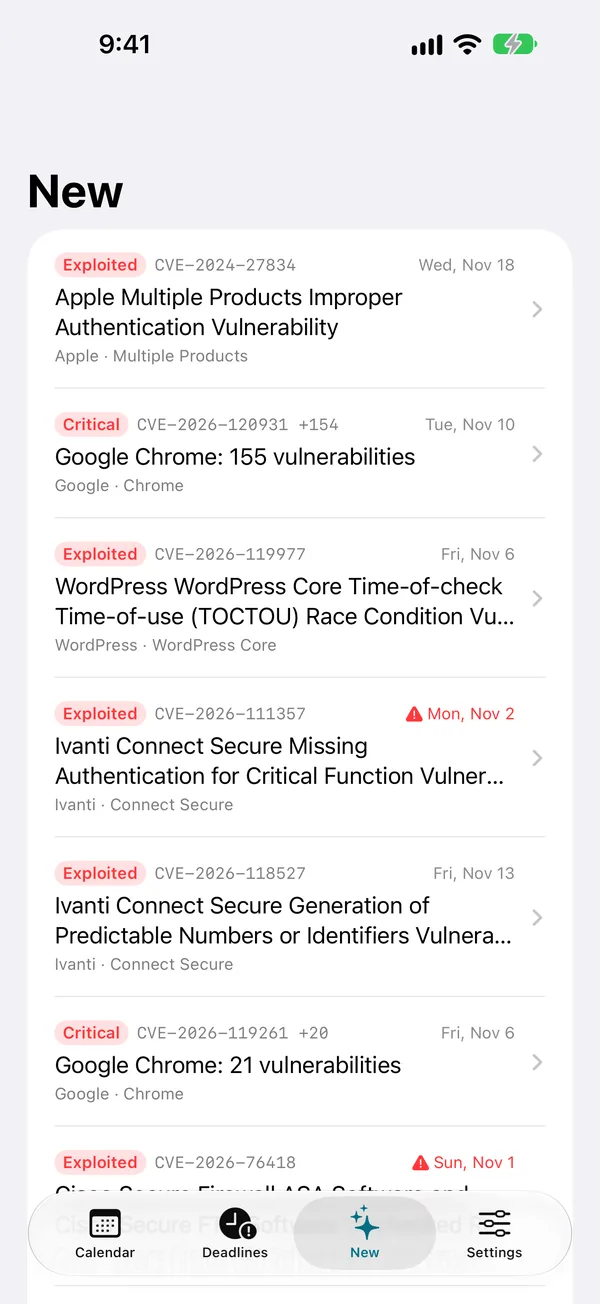 9:41
New
Exploited CVE-2024-27834 Wed, Nov 18
Apple Multiple Products Improper
Authentication Vulnerability
Apple · Multiple Products
Critical CVE-2026-120931 +154 Tue, Nov 10
Google Chrome: 155 vulnerabilities
Google · Chrome
Exploited CVE-2026-119977 Fri, Nov 6
WordPress WordPress Core Time-of-check
Time-of-use (TOCTOU) Race Condition Vu...
WordPress · WordPress Core
Exploited CVE-2026-111357 Mon, Nov 2
Ivanti Connect Secure Missing
Authentication for Critical Function Vulner...
Ivanti · Connect Secure
Exploited CVE-2026-118527 Fri, Nov 13
Ivanti Connect Secure Generation of
Predictable Numbers or Identifiers Vulnera...
Ivanti · Connect Secure
Critical CVE-2026-119261 +20 Fri, Nov 6
Google Chrome: 21 vulnerabilities
Google · Chrome
Exploited CVE-2026-76418 Sun, Nov 1
Cisco Secure Firewall ASA Software and
Calendar Deadlines New Settings